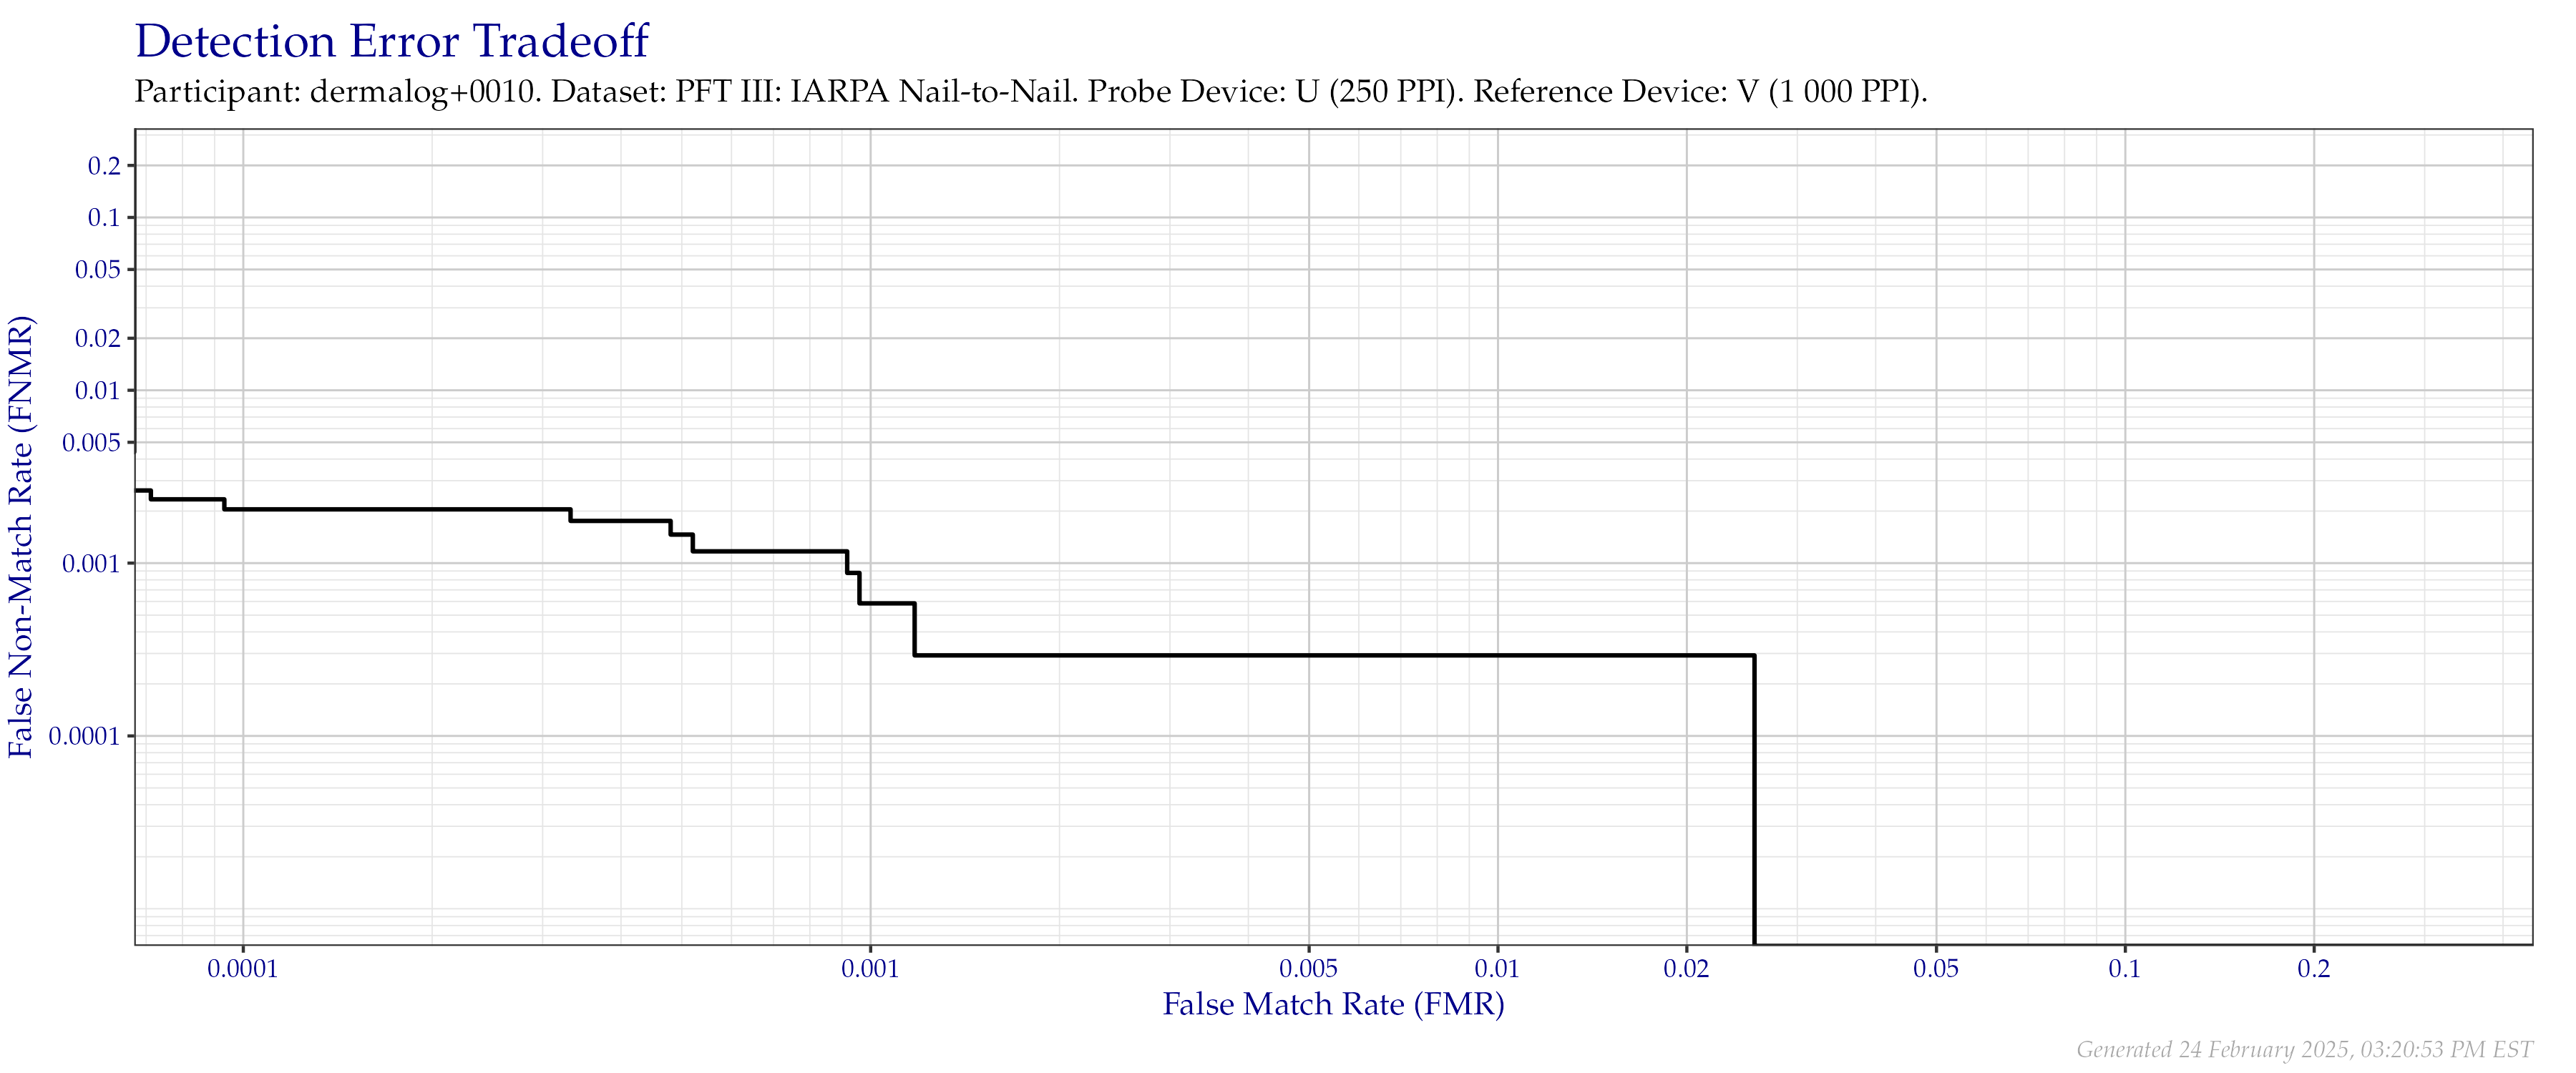 Detection Error Tradeoff
Participant: dermalog+0010. Dataset: PFT III: IARPA Nail-to-Nail. Probe Device: U (250 PPI). Reference Device: V (1 000 PPI).
False Non-Match Rate (FNMR)
0.2
0.1
0.05
0.02
0.01
0.005
0.001
0.0001
0.0001 0.001 0.005 0.01 0.02 0.05 0.1 0.2
False Match Rate (FMR)
Generated 24 February 2025, 03:20:53 PM EST